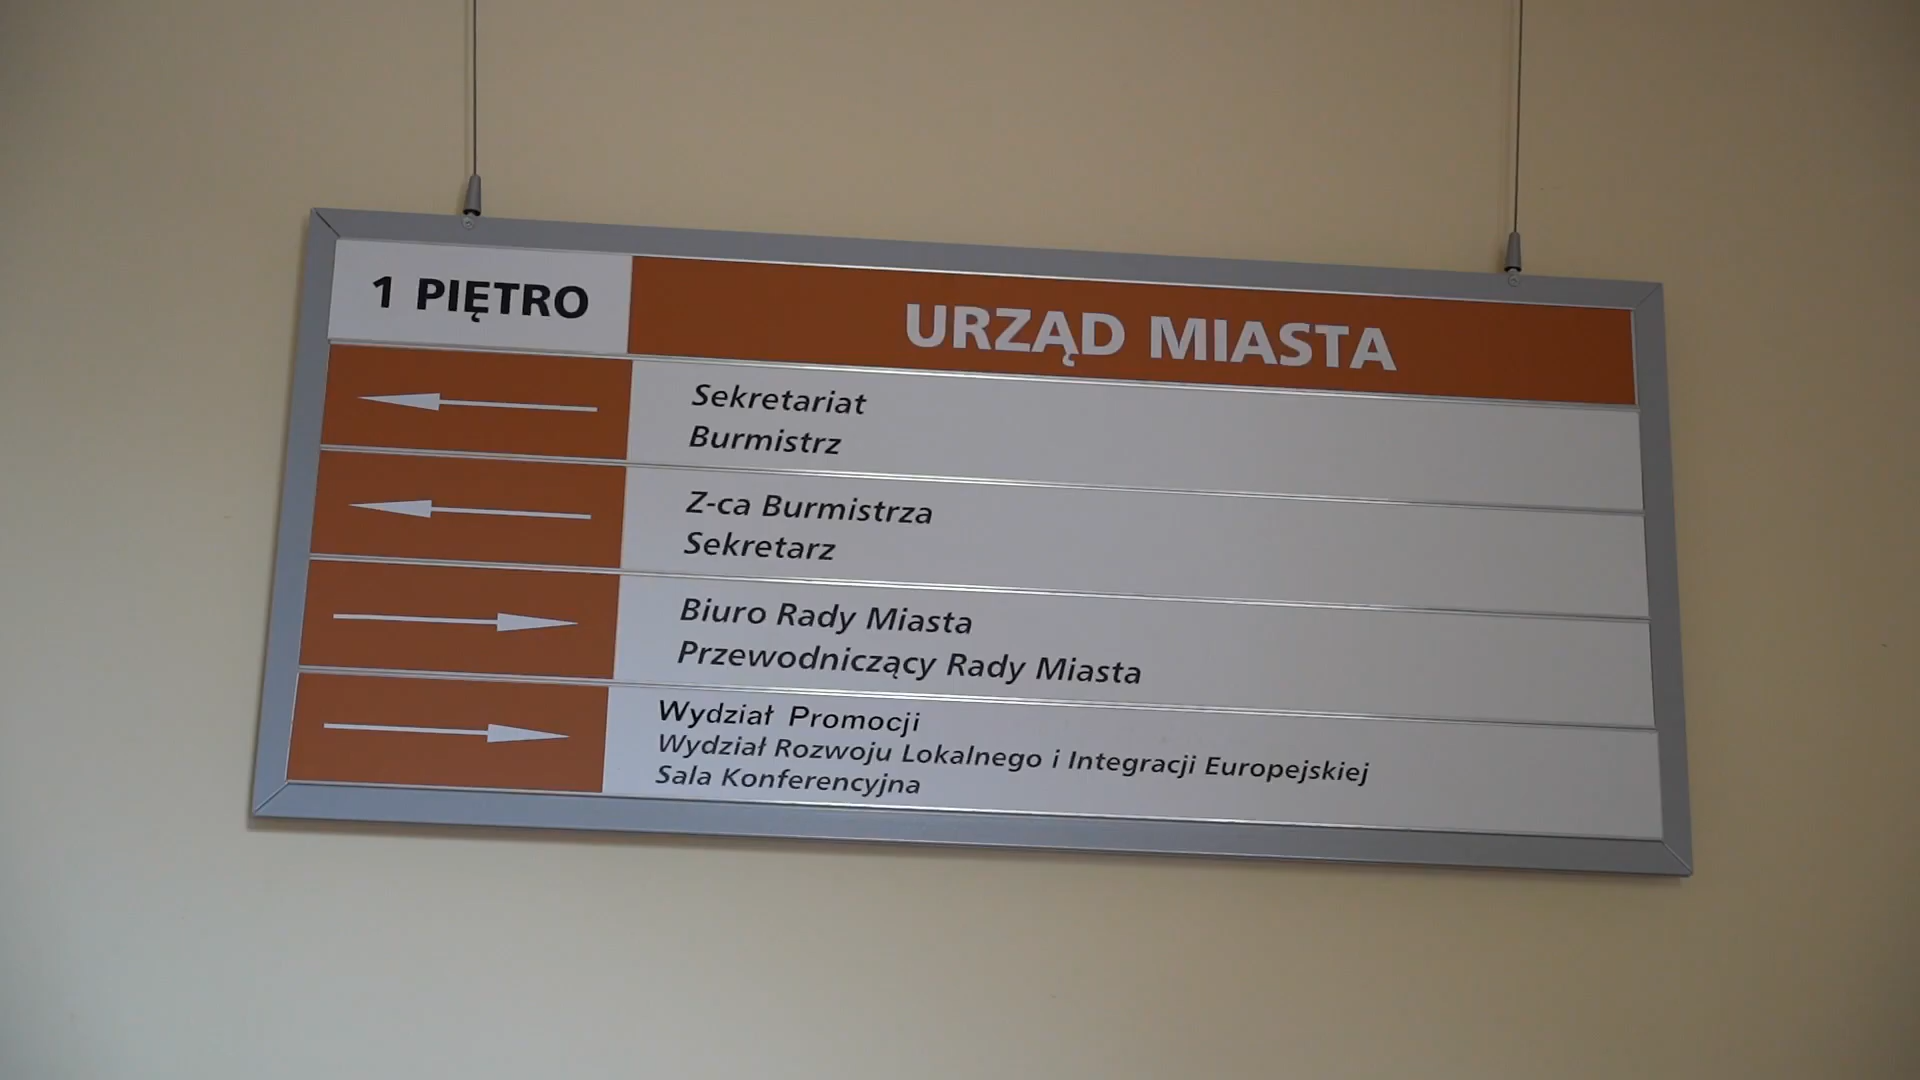 1 PIĘTRO
URZĄD MIASTA
Sekretariat
Burmistrz
Z-ca Burmistrza
Sekretarz
Biuro Rady Miasta
Przewodniczący Rady Miasta
Wydział Promocji
Wydział Rozwoju Lokalnego i Integracji Europejskiej
Sala Konferencyjna